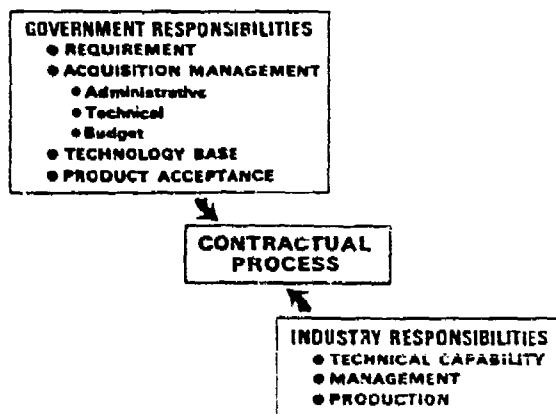 GOVERNMENT RESPONSIBILITIES
● REQUIREMENT
● ACQUISITION MANAGEMENT
● Administrative
● Technical
● Budget
● TECHNOLOGY BASE
● PRODUCT ACCEPTANCE
CONTRACTUAL
PROCESS
INDUSTRY RESPONSIBILITIES
● TECHNICAL CAPABILITY
● MANAGEMENT
● PRODUCTION